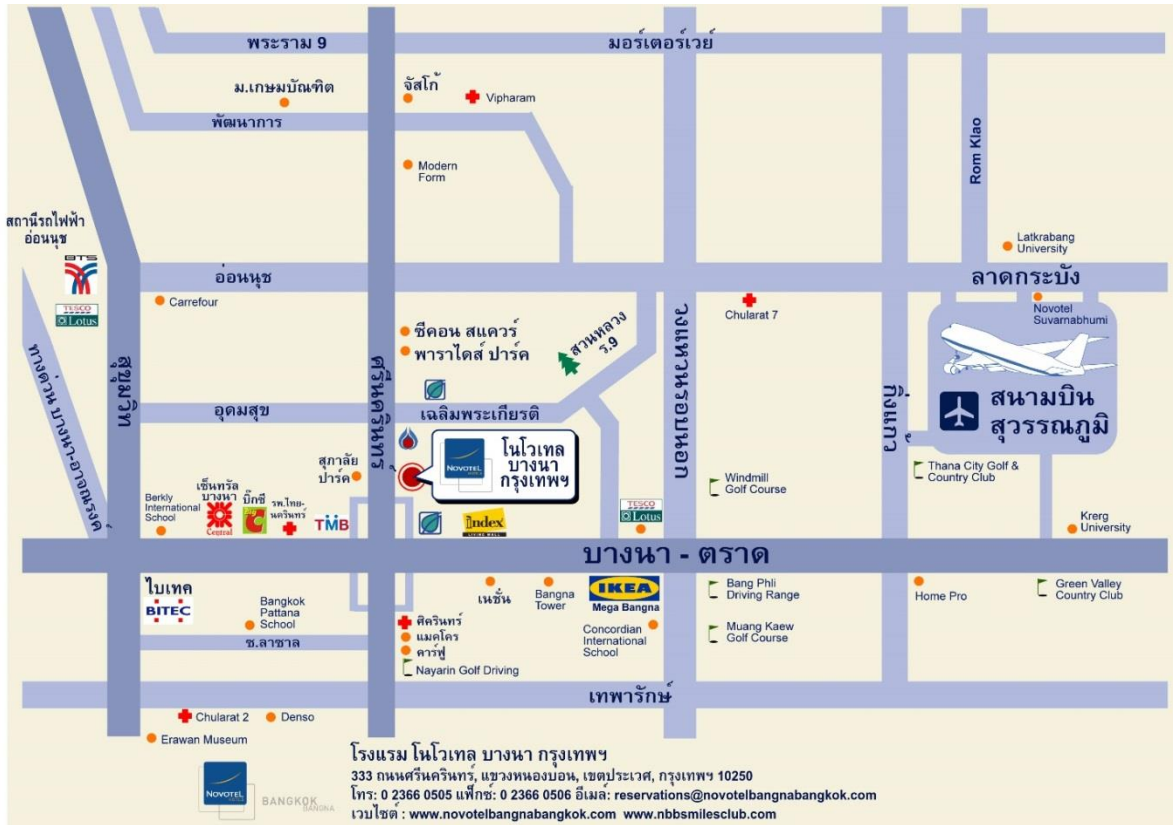 พระราม 9
มอร์เตอร์เวย์
ม.เกษมบัณฑิต
จัสโก้
Vipharam
พัฒนาการ
Modern
Form
Rom Klao
สถานีรถไฟฟ้า
อ่อนนุช
BTS
TESCO
Lotus
Latkrabang
University
อ่อนนุช
ลาดกระบัง
Carrefour
Chularat 7
Novotel
Suvarnabhumi
ซีคอน สแควร์
พาราไดส์ ปาร์ค
สวนหลวง
ร.9
ทางด่วน บางนา-อาจณรงค์
สุขุมวิท
ศรีนครินทร์
วงแหวนรอบนอก
กิ่งแก้ว
สนามบิน
สุวรรณภูมิ
อุดมสุข
เฉลิมพระเกียรติ
NOVOTEL
โนโวเทล
บางนา
กรุงเทพฯ
สุภาลัย
ปาร์ค
Berkly
International
School
เซ็นทรัล
บางนา
Central
บิ๊กซี
รพ.ไทย-
นครินทร์
TMB
Index
LIVING MALL
TESCO
Lotus
Windmill
Golf Course
Thana City Golf &
Country Club
Krerg
University
บางนา - ตราด
ไบเทค
BITEC
Bangkok
Pattana
School
ซ.ลาซาล
เนชั่น
Bangna
Tower
IKEA
Mega Bangna
Concordian
International
School
Bang Phli
Driving Range
Muang Kaew
Golf Course
Home Pro
Green Valley
Country Club
ศิครินทร์
แมคโคร
คาร์ฟู
Nayarin Golf Driving
เทพารักษ์
Chularat 2
Denso
Erawan Museum
NOVOTEL
BANGKOK
BANGNA
โรงแรม โนโวเทล บางนา กรุงเทพฯ
333 ถนนศรีนครินทร์, แขวงหนองบอน, เขตประเวศ, กรุงเทพฯ 10250
โทร: 0 2366 0505 แฟ็กซ์: 0 2366 0506 อีเมล์: reservations@novotelbangnabangkok.com
เวบไซต์ : www.novotelbangnabangkok.com www.nbbsmilesclub.com